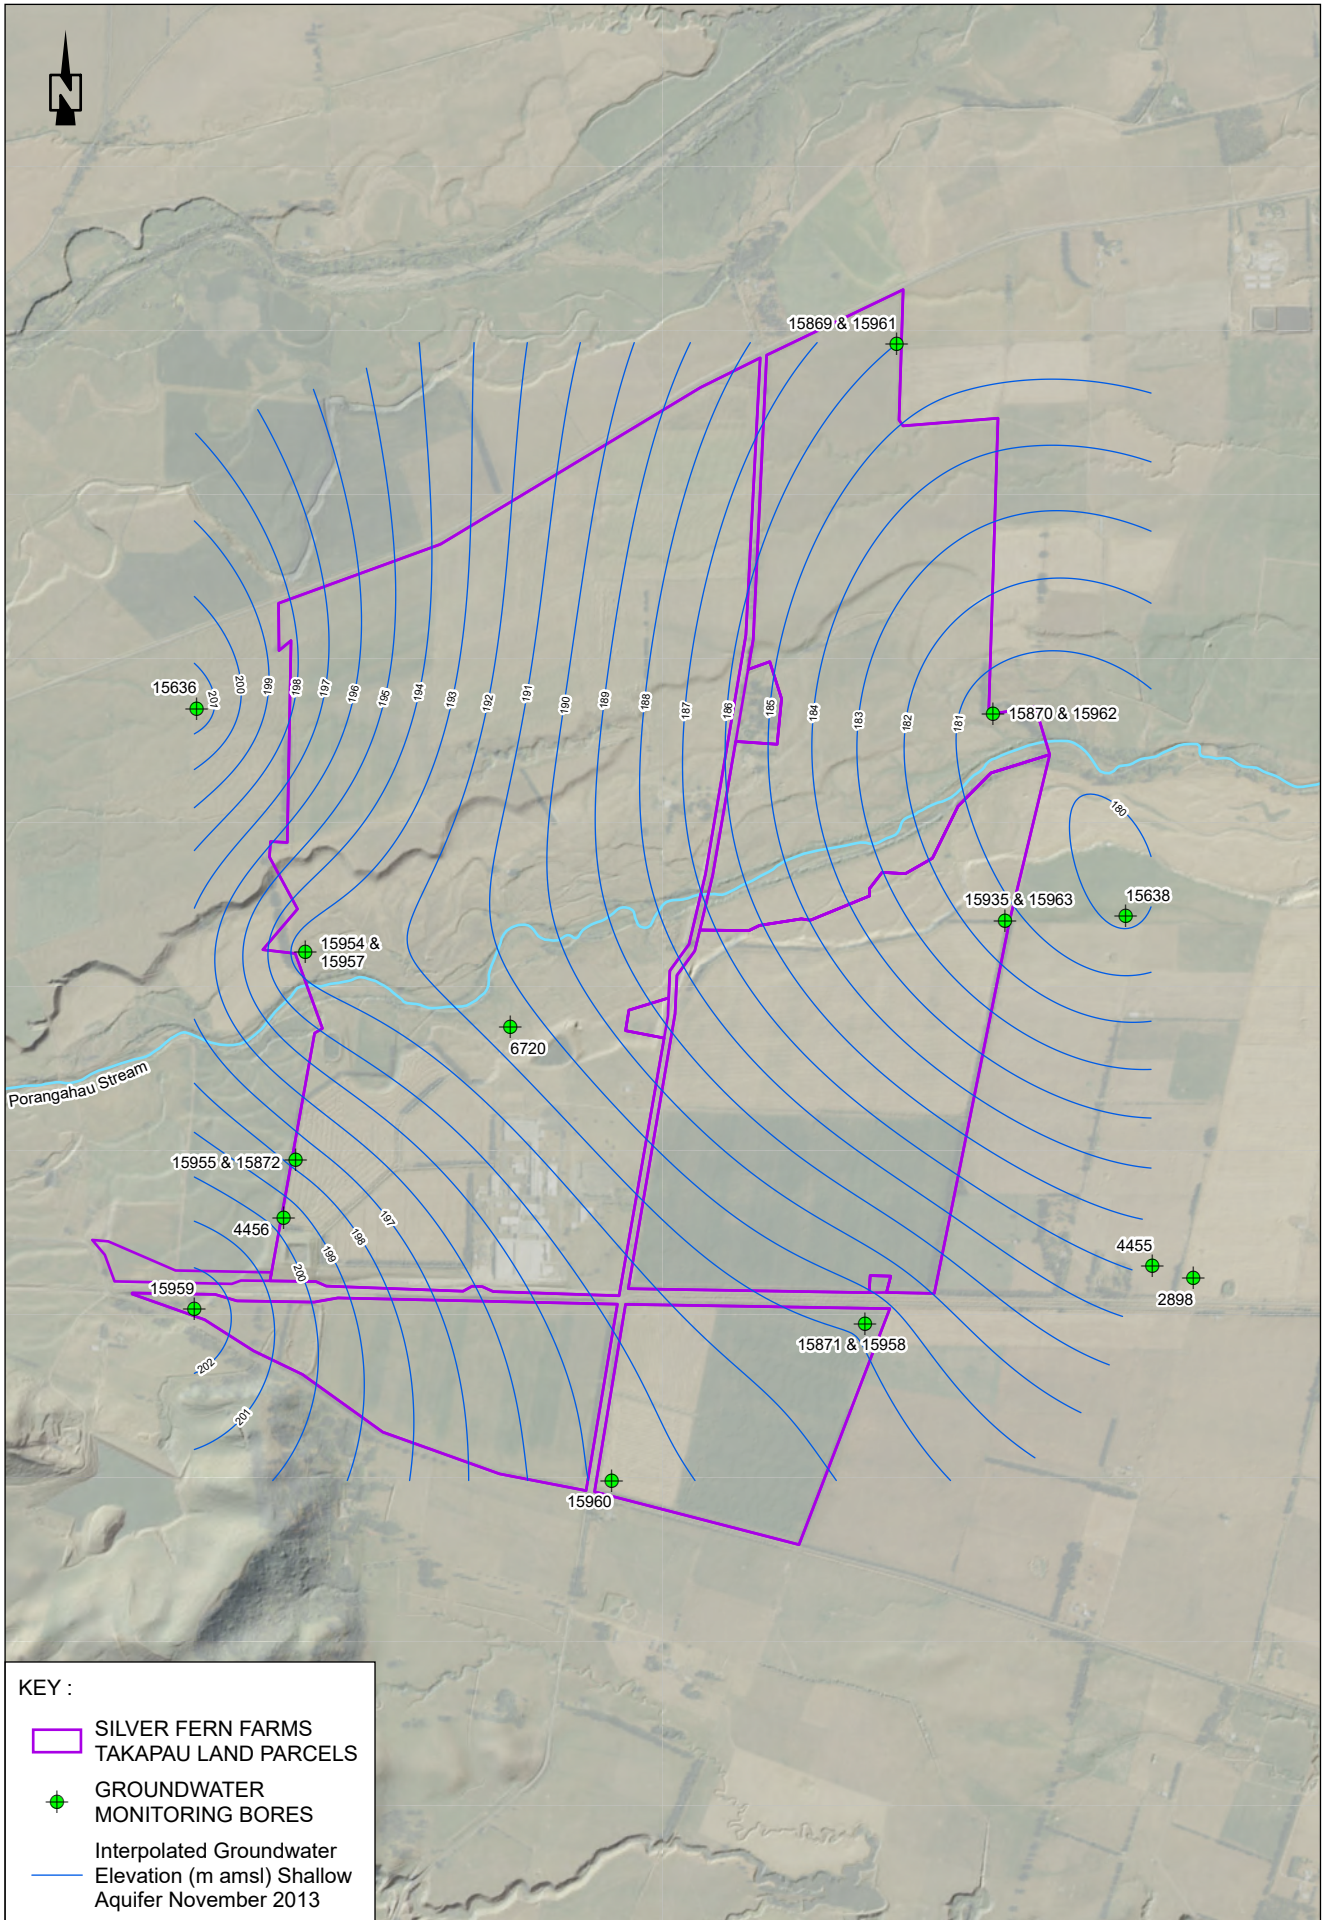 N
15869 & 15961
15636
201
200
199
198
197
196
195
194
193
192
191
190
189
188
187
186
185
184
183
182
181
15870 & 15962
180
15638
15935 & 15963
15954 &
15957
6720
Porangahau Stream
15955 & 15872
4456
197
198
199
200
15959
202
201
4455
2898
15871 & 15958
15960
KEY :
SILVER FERN FARMS
TAKAPAU LAND PARCELS
GROUNDWATER
MONITORING BORES
Interpolated Groundwater
Elevation (m amsl) Shallow
Aquifer November 2013